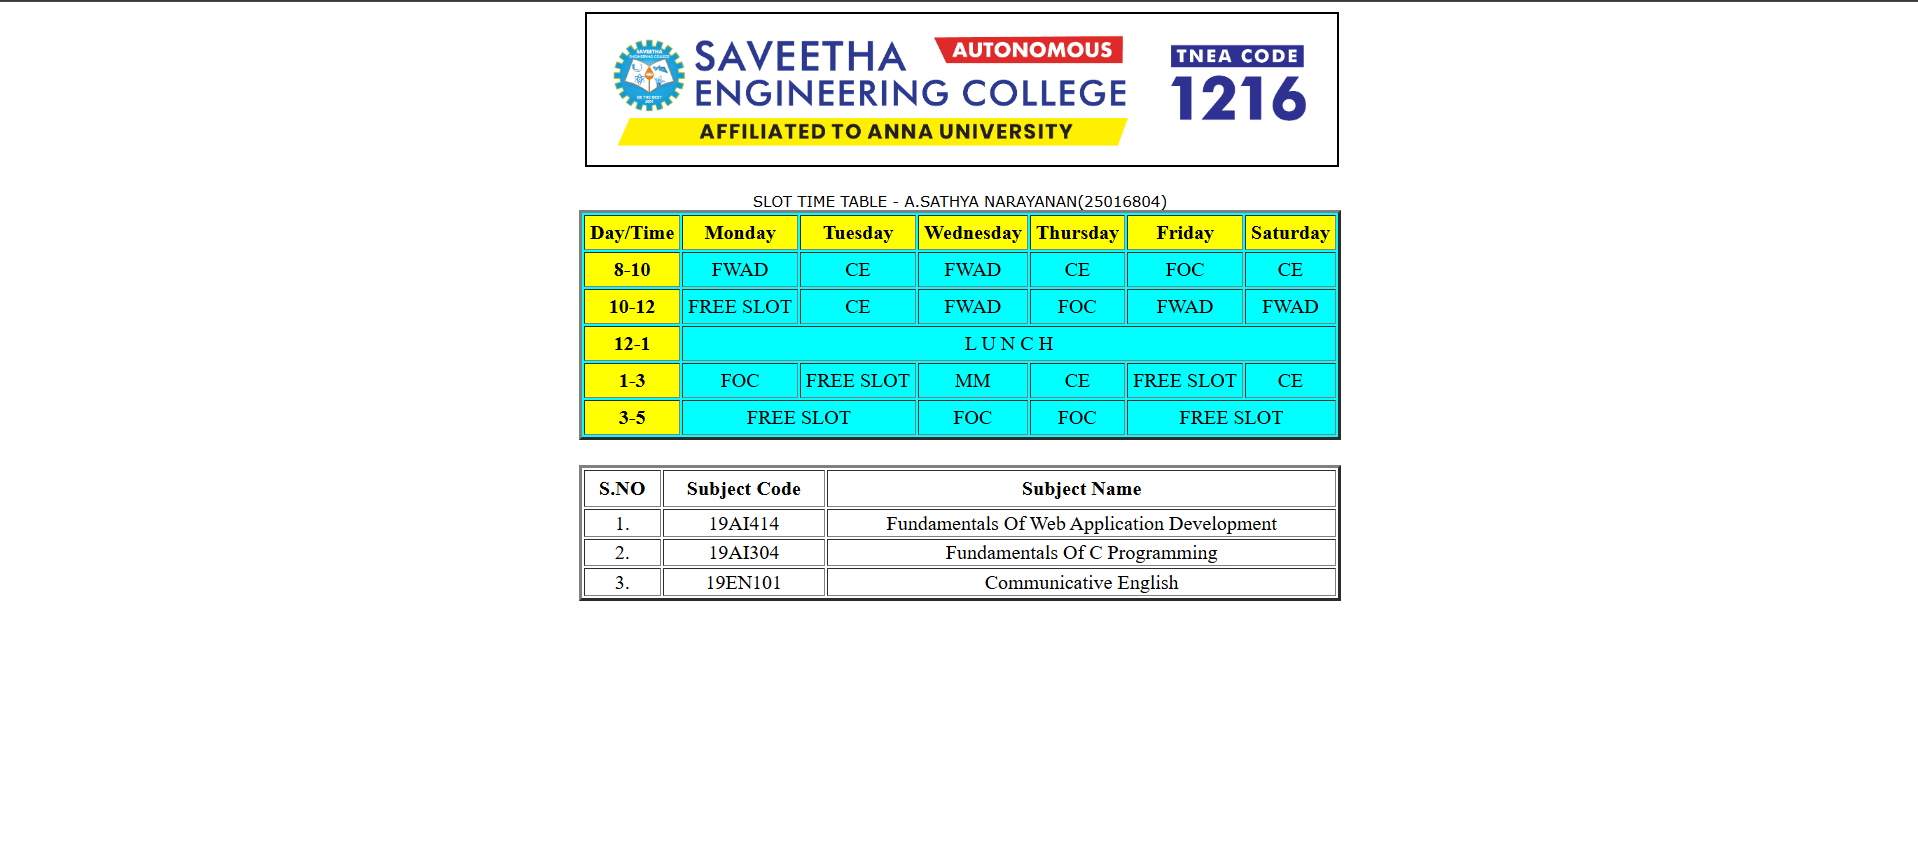 SAVEETHA AUTONOMOUS
ENGINEERING COLLEGE
AFFILIATED TO ANNA UNIVERSITY
TNEA CODE
1216
SLOT TIME TABLE - A.SATHYA NARAYANAN(25016804)
Day/Time Monday Tuesday Wednesday Thursday Friday Saturday
8-10 FWAD CE FWAD CE FOC CE
10-12 FREE SLOT CE FWAD FOC FWAD FWAD
12-1 L U N C H
1-3 FOC FREE SLOT MM CE FREE SLOT CE
3-5 FREE SLOT FOC FOC FREE SLOT
S.NO Subject Code Subject Name
1. 19AI414 Fundamentals Of Web Application Development
2. 19AI304 Fundamentals Of C Programming
3. 19EN101 Communicative English